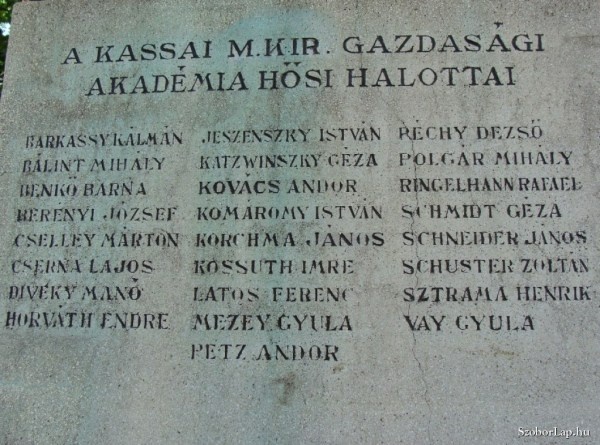 A KASSAI M.KIR. GAZDASÁGI
AKADÉMIA HŐSI HALOTTAI
BARKASSY KÁLMÁN
BÁLINT MIHÁLY
BENKŐ BARNA
BERÉNYI JÓZSEF
CSELLEY MÁRTON
CSERNA LAJOS
DIVÉKY MANÓ
HORVÁTH ENDRE
JESZENSZKY ISTVÁN
KATZWINSZKY GÉZA
KOVÁCS ANDOR
KOMÁROMY ISTVÁN
KORCHMA JÁNOS
KOSSUTH IMRE
LATOS FERENC
MEZEY GYULA
PETZ ANDOR
PÉCHY DEZSŐ
POLGÁR MIHÁLY
RINGELHANN RAFAEL
SCHMIDT GÉZA
SCHNEIDER JÁNOS
SCHUSTER ZOLTÁN
SZTRAMA HENRIK
VAY GYULA
SzoborLap.hu